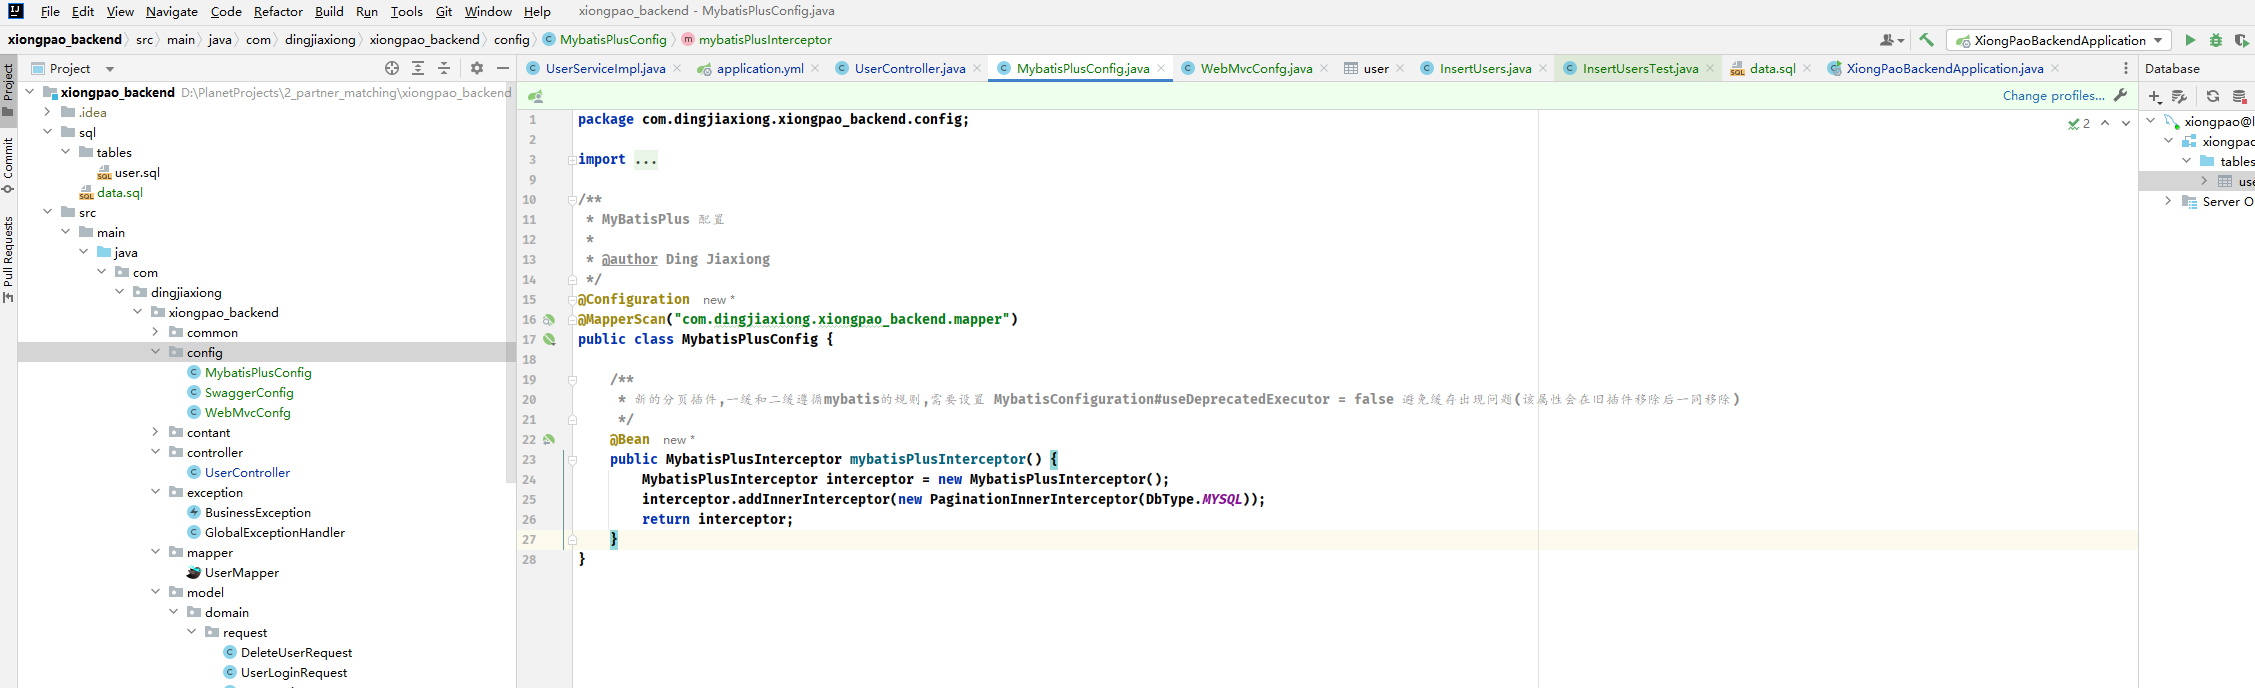 File Edit View Navigate Code Refactor Build Run Tools Git Window Help xiongpao_backend - MybatisPlusConfig.java
xiongpao_backend src main java com dingjiaxiong xiongpao_backend config MybatisPlusConfig mybatisPlusInterceptor XiongPaoBackendApplication
Project
Commit
Pull Requests
Project
UserServiceImpl.java application.yml UserController.java MybatisPlusConfig.java WebMvcConfg.java user InsertUsers.java InsertUsersTest.java data.sql XiongPaoBackendApplication.java
Database
xiongpao_backend D:\PlanetProjects\2_partner_matching\xiongpao_backend
.idea
sql
tables
user.sql
data.sql
src
main
java
com
dingjiaxiong
xiongpao_backend
common
config
MybatisPlusConfig
SwaggerConfig
WebMvcConfg
contant
controller
UserController
exception
BusinessException
GlobalExceptionHandler
mapper
UserMapper
model
domain
request
DeleteUserRequest
UserLoginRequest
Change profiles...
2
1 package com.dingjiaxiong.xiongpao_backend.config;
2
3 import ...
9
10 /**
11 * MyBatisPlus 配置
12 *
13 * @author Ding Jiaxiong
14 */
15 @Configuration new *
16 @MapperScan("com.dingjiaxiong.xiongpao_backend.mapper")
17 public class MybatisPlusConfig {
18
19 /**
20 * 新的分页插件,一缓和二缓遵循mybatis的规则,需要设置 MybatisConfiguration#useDeprecatedExecutor = false 避免缓存出现问题(该属性会在旧插件移除后一同移除)
21 */
22 @Bean new *
23 public MybatisPlusInterceptor mybatisPlusInterceptor() {
24 MybatisPlusInterceptor interceptor = new MybatisPlusInterceptor();
25 interceptor.addInnerInterceptor(new PaginationInnerInterceptor(DbType.MYSQL));
26 return interceptor;
27 }
28 }
xiongpao@l
xiongpao
tables
use
Server O